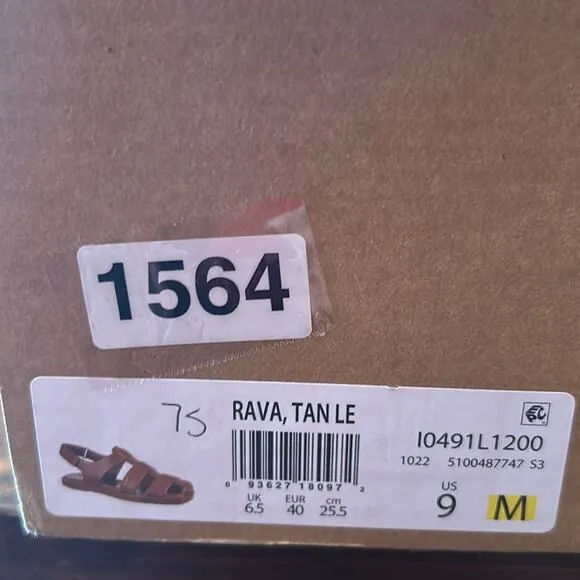 1564
75
RAVA, TAN LE
I0491L1200
1022 5100487747 S3
0 93627 18097 2
UK EUR cm
6.5 40 25.5
US
9 M